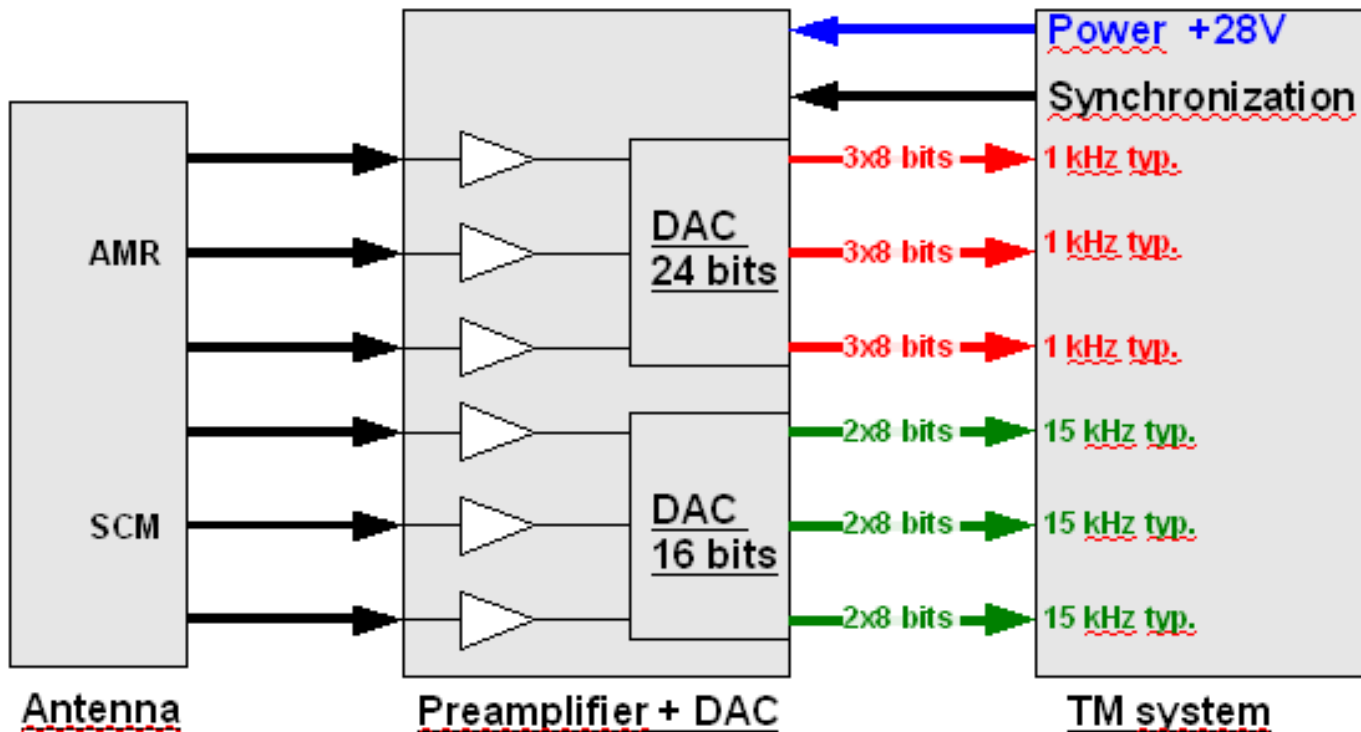 Power +28V
Synchronization
3x8 bits
1 kHz typ.
AMR
DAC
24 bits
3x8 bits
1 kHz typ.
3x8 bits
1 kHz typ.
2x8 bits
15 kHz typ.
SCM
DAC
16 bits
2x8 bits
15 kHz typ.
2x8 bits
15 kHz typ.
Antenna
Preamplifier + DAC
TM system